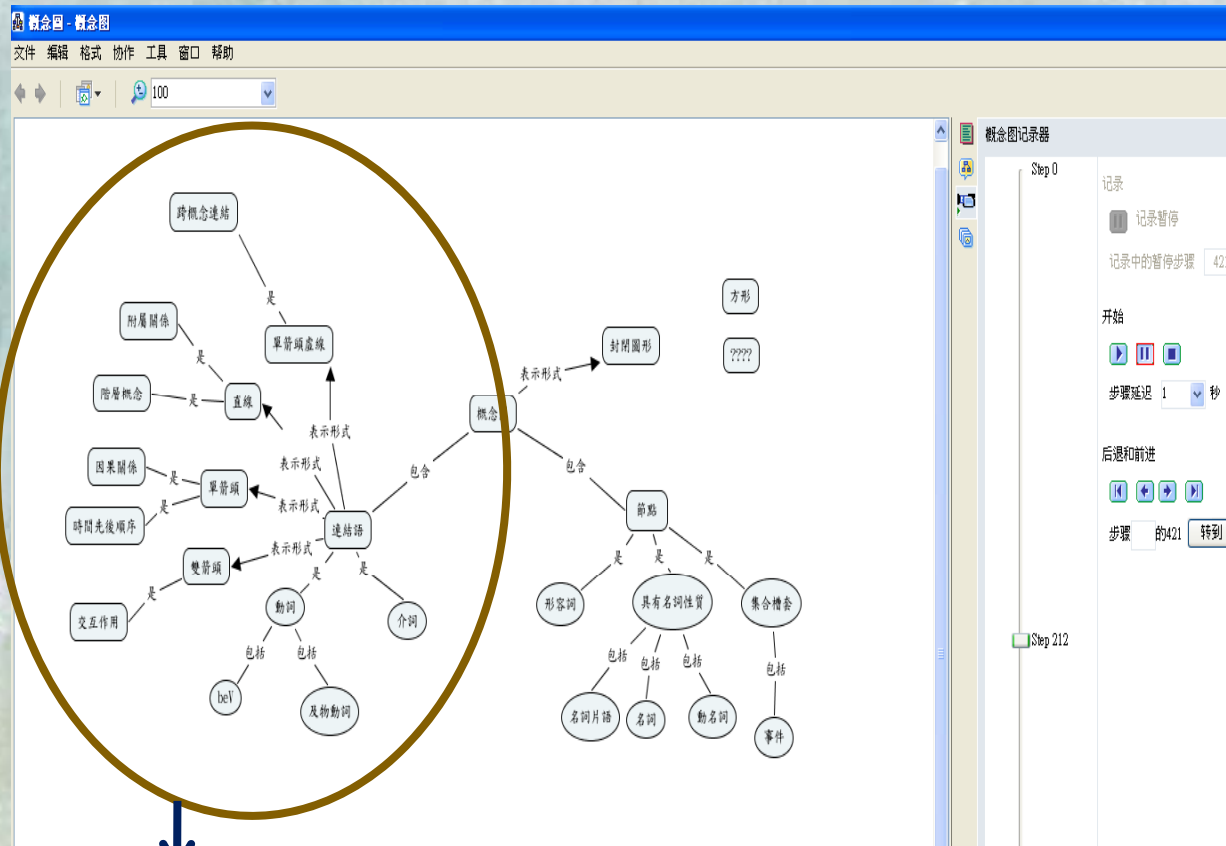 概念图 - 概念图
文件 编辑 格式 协作 工具 窗口 帮助
100
概念图记录器
Step 0
记录
记录暂停
记录中的暂停步骤 421
开始
步骤延迟 1 秒
后退和前进
步骤 的421 转到
Step 212
跨概念連結
是
單箭頭虛線
附屬關係
是
階層概念
是
直線
表示形式
表示形式
因果關係
是
單箭頭
表示形式
時間先後順序
是
連結語
雙箭頭
表示形式
是
交互作用
是
是
動詞
介詞
包括
包括
beV
及物動詞
概念
包含
表示形式
封閉圖形
方形
????
包含
節點
是
是
是
形容詞
具有名詞性質
集合槽套
包括
包括
包括
包括
名詞片語
名詞
動名詞
事件